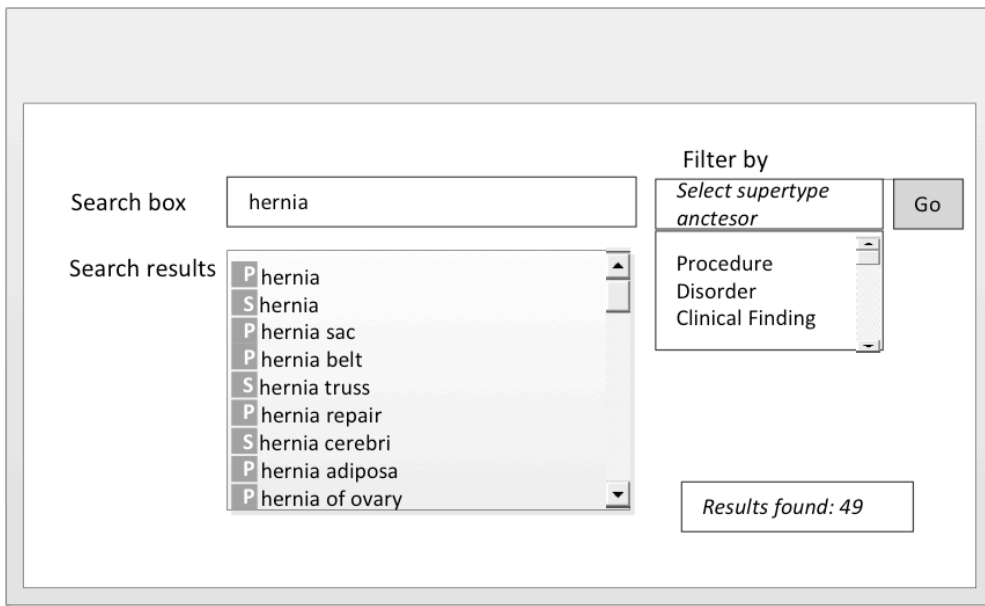 Filter by
Search box
hernia
Select supertype
anctesor
Go
Search results
P hernia
S hernia
P hernia sac
P hernia belt
S hernia truss
P hernia repair
S hernia cerebri
P hernia adiposa
P hernia of ovary
Procedure
Disorder
Clinical Finding
Results found: 49